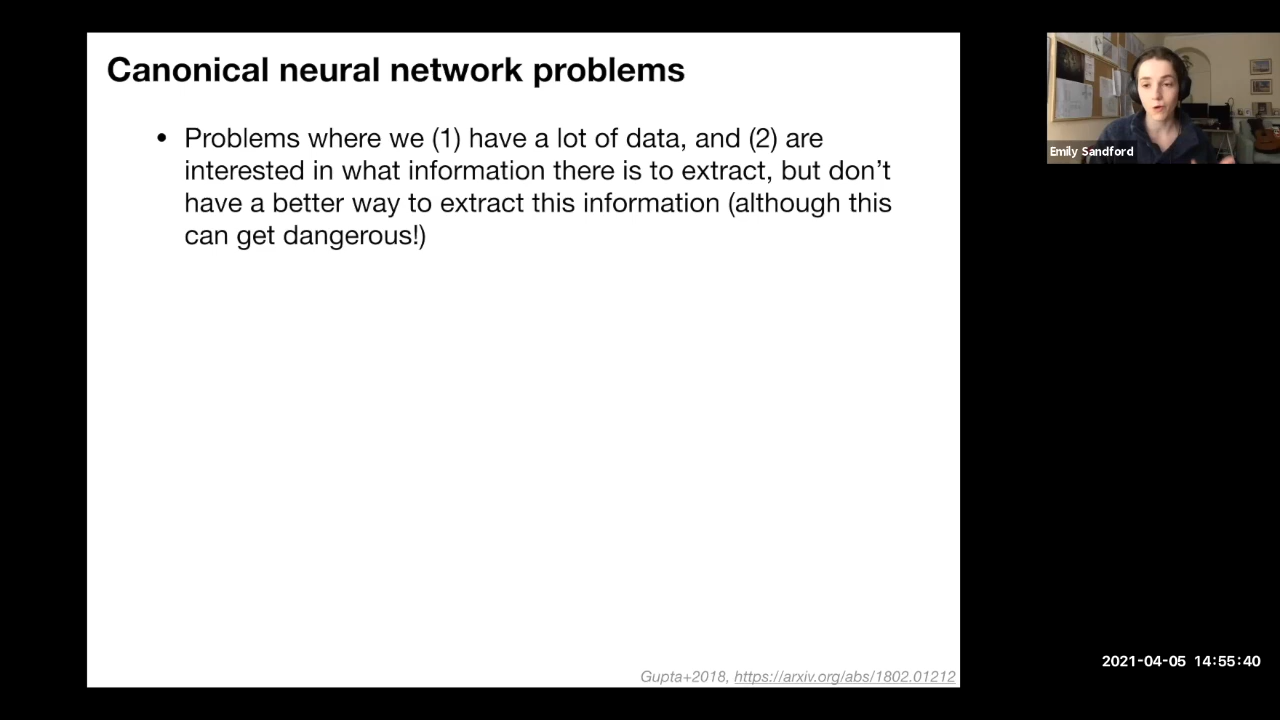 Canonical neural network problems
• Problems where we (1) have a lot of data, and (2) are
interested in what information there is to extract, but don’t
have a better way to extract this information (although this
can get dangerous!)
Gupta+2018, https://arxiv.org/abs/1802.01212
Emily Sandford
2021-04-05 14:55:40